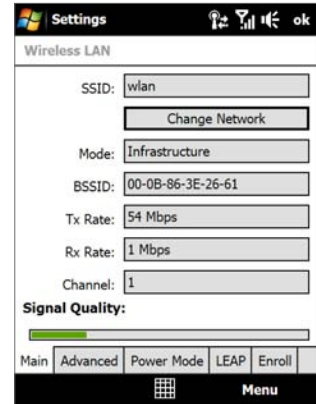 Settings ok
Wireless LAN
SSID: wlan
Change Network
Mode: Infrastructure
BSSID: 00-0B-86-3E-26-61
Tx Rate: 54 Mbps
Rx Rate: 1 Mbps
Channel: 1
Signal Quality:
Main Advanced Power Mode LEAP Enroll
Menu